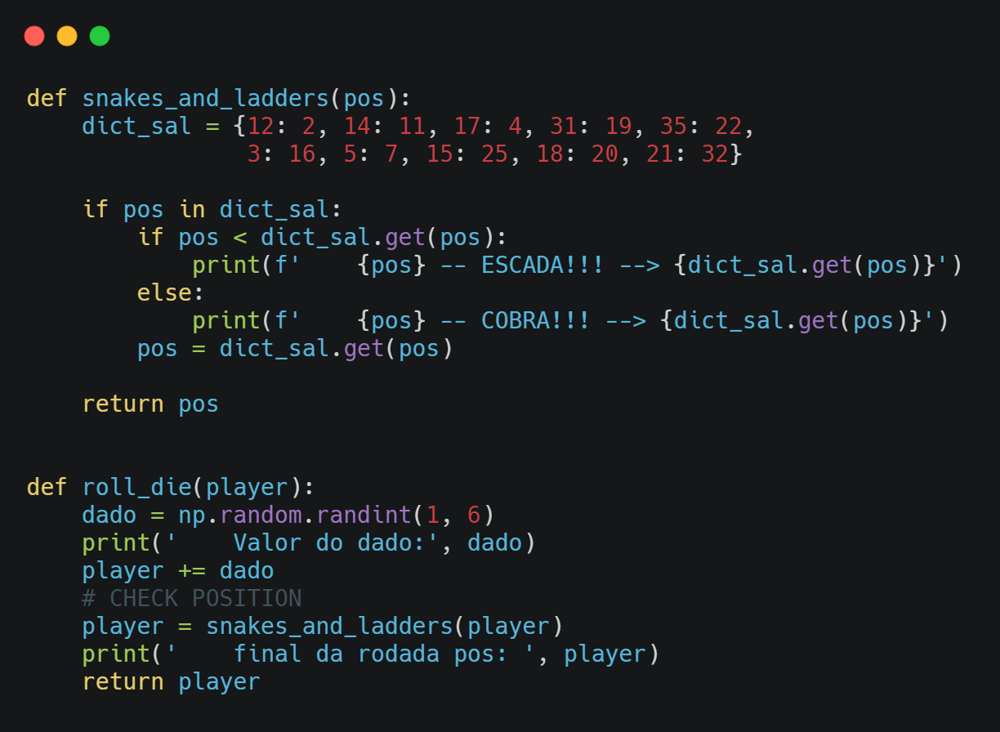 def snakes_and_ladders(pos):
    dict_sal = {12: 2, 14: 11, 17: 4, 31: 19, 35: 22,
                3: 16, 5: 7, 15: 25, 18: 20, 21: 32}

    if pos in dict_sal:
        if pos < dict_sal.get(pos):
            print(f'    {pos} -- ESCADA!!! --> {dict_sal.get(pos)}')
        else:
            print(f'    {pos} -- COBRA!!! --> {dict_sal.get(pos)}')
        pos = dict_sal.get(pos)

    return pos


def roll_die(player):
    dado = np.random.randint(1, 6)
    print('    Valor do dado:', dado)
    player += dado
    # CHECK POSITION
    player = snakes_and_ladders(player)
    print('    final da rodada pos: ', player)
    return player